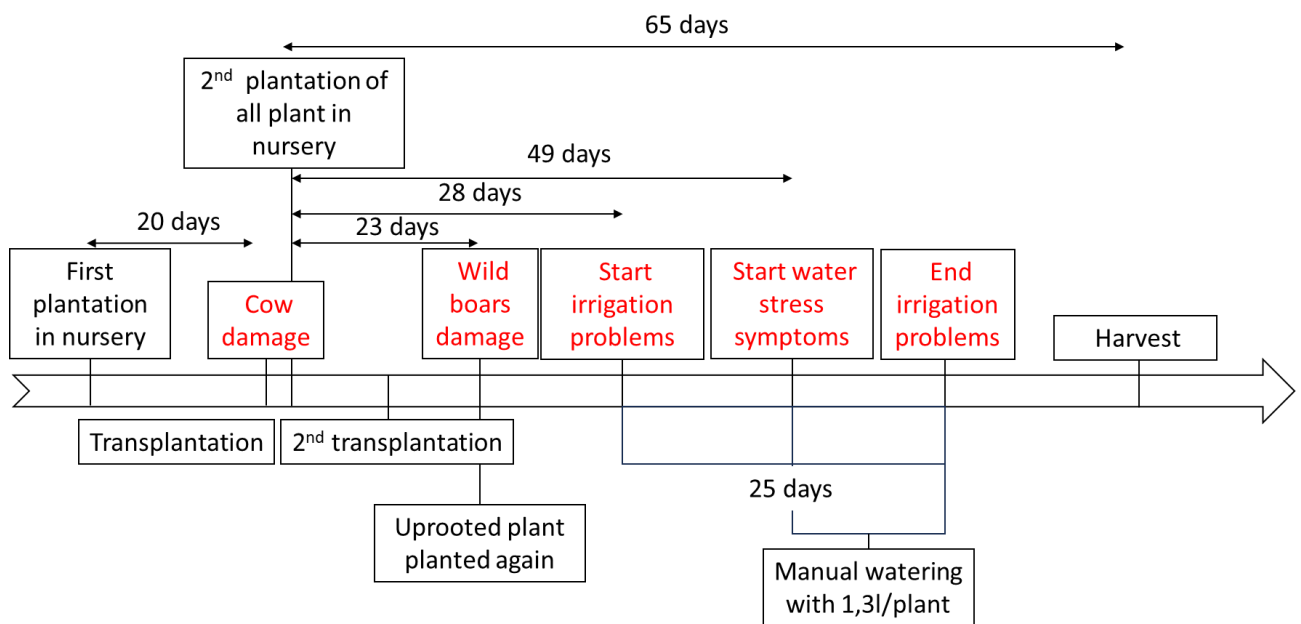 65 days
2nd plantation of
all plant in
nursery
49 days
28 days
20 days
23 days
First
plantation
in nursery
Cow
damage
Wild
boars
damage
Start
irrigation
problems
Start water
stress
symptoms
End
irrigation
problems
Harvest
Transplantation
2nd transplantation
25 days
Uprooted plant
planted again
Manual watering
with 1,3l/plant